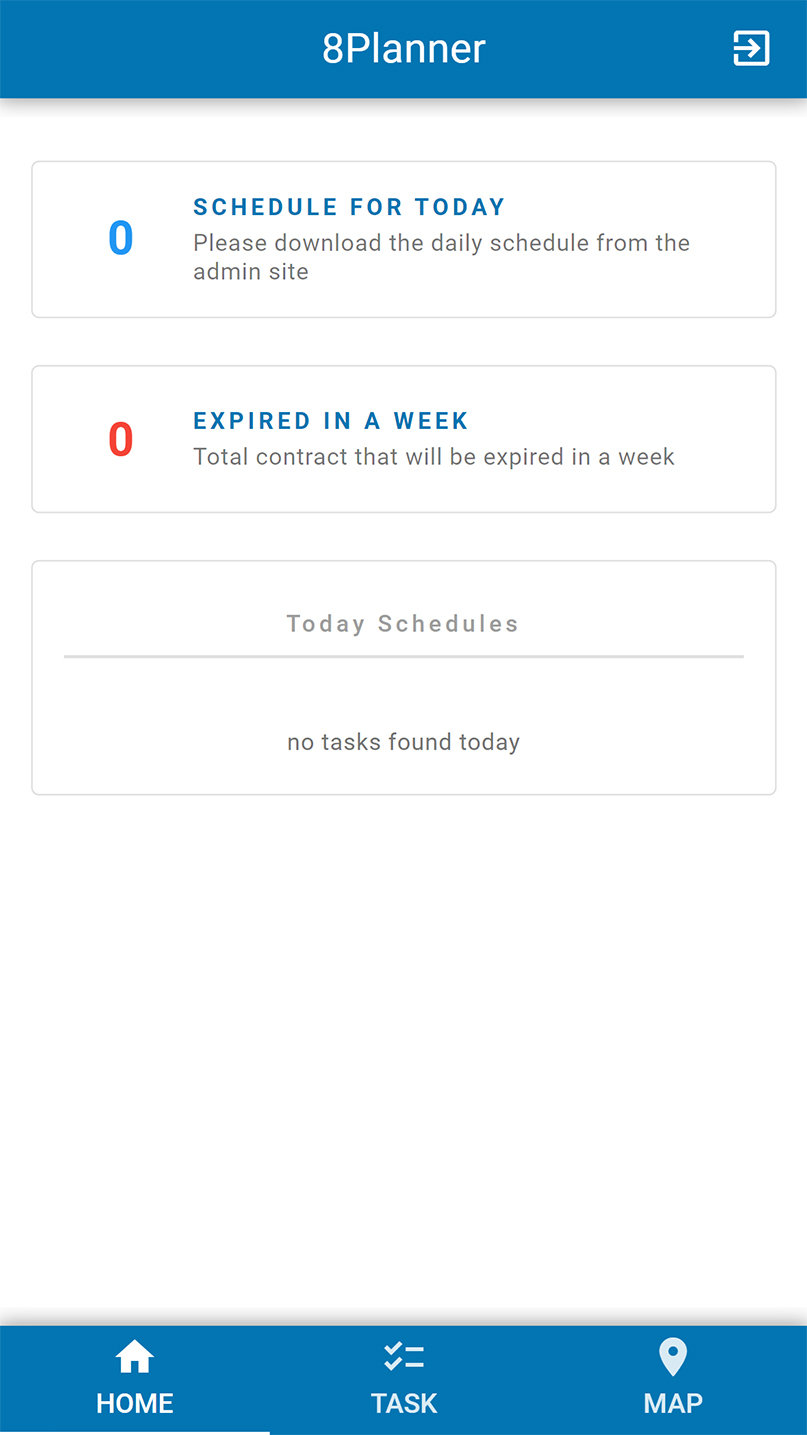 8Planner
0
SCHEDULE FOR TODAY
Please download the daily schedule from the
admin site
0
EXPIRED IN A WEEK
Total contract that will be expired in a week
Today Schedules
no tasks found today
HOME
TASK
MAP